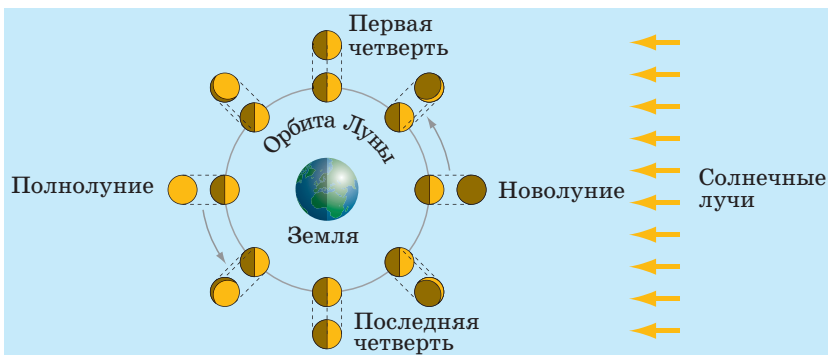 Первая
четверть
Орбита Луны
Полнолуние
Новолуние
Солнечные
лучи
Земля
Последняя
четверть